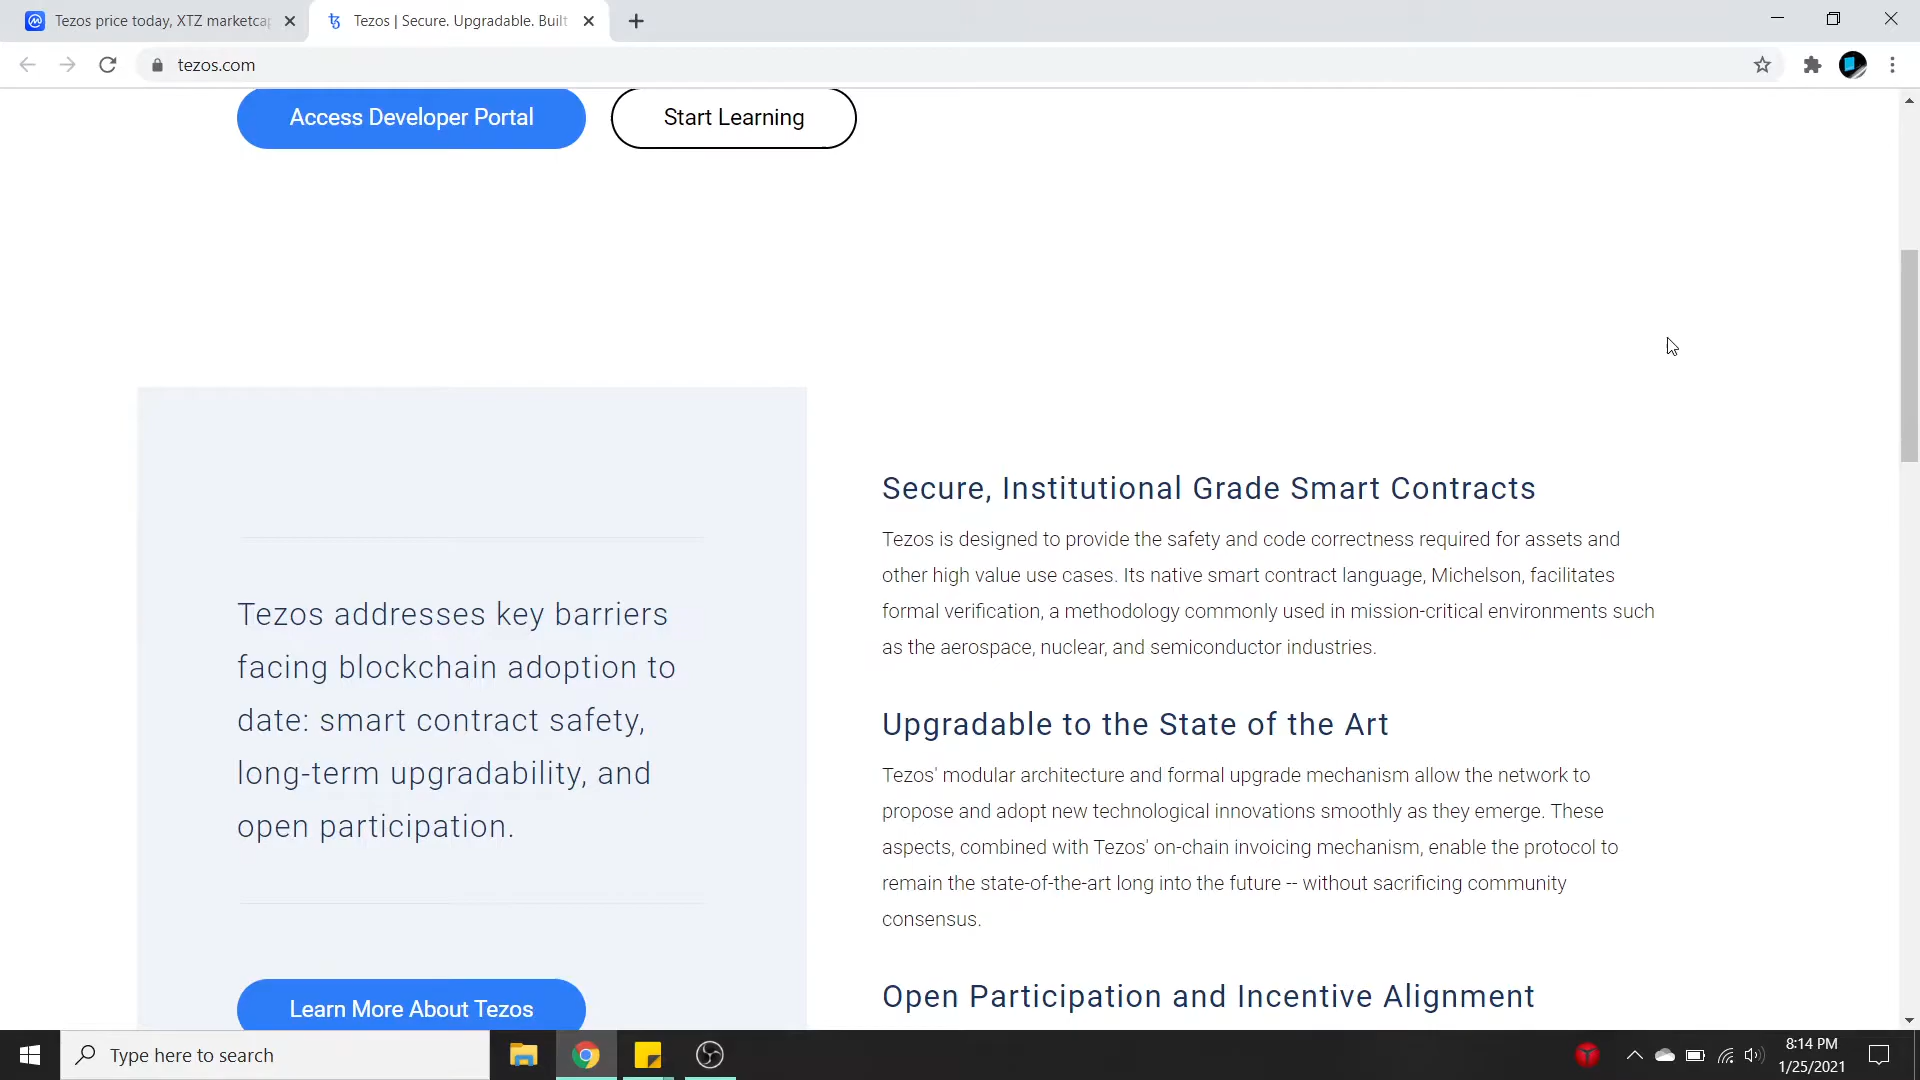 Tezos price today, XTZ marketca
Tezos | Secure. Upgradable. Built
tezos.com
Access Developer Portal
Start Learning
Tezos addresses key barriers
facing blockchain adoption to
date: smart contract safety,
long-term upgradability, and
open participation.
Learn More About Tezos
Secure, Institutional Grade Smart Contracts
Tezos is designed to provide the safety and code correctness required for assets and
other high value use cases. Its native smart contract language, Michelson, facilitates
formal verification, a methodology commonly used in mission-critical environments such
as the aerospace, nuclear, and semiconductor industries.
Upgradable to the State of the Art
Tezos' modular architecture and formal upgrade mechanism allow the network to
propose and adopt new technological innovations smoothly as they emerge. These
aspects, combined with Tezos' on-chain invoicing mechanism, enable the protocol to
remain the state-of-the-art long into the future -- without sacrificing community
consensus.
Open Participation and Incentive Alignment
Type here to search
8:14 PM
1/25/2021